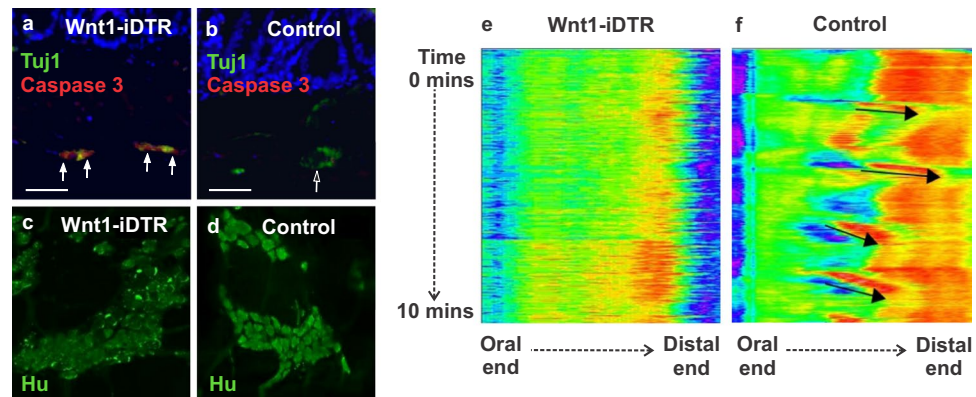 a Wnt1-iDTR
Tuj1
Caspase 3
b Control
Tuj1
Caspase 3
c Wnt1-iDTR
Hu
d Control
Hu
e Wnt1-iDTR
f Control
Time
0 mins
10 mins
Oral
end
Distal
end
Oral
end
Distal
end